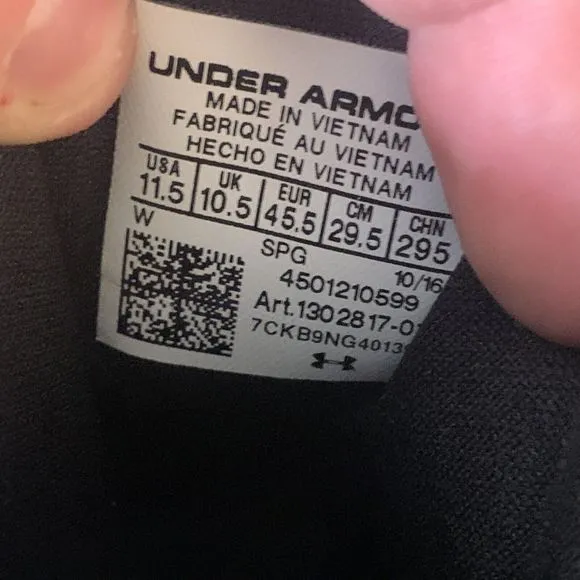 UNDER ARMO
MADE IN VIETNAM
FABRIQUÉ AU VIETNAM
HECHO EN VIETNAM
USA UK EUR CM CHN
11.5 10.5 45.5 29.5 295
W SPG 10/16
4501210599
Art.1302817-0
7CKB9NG4013